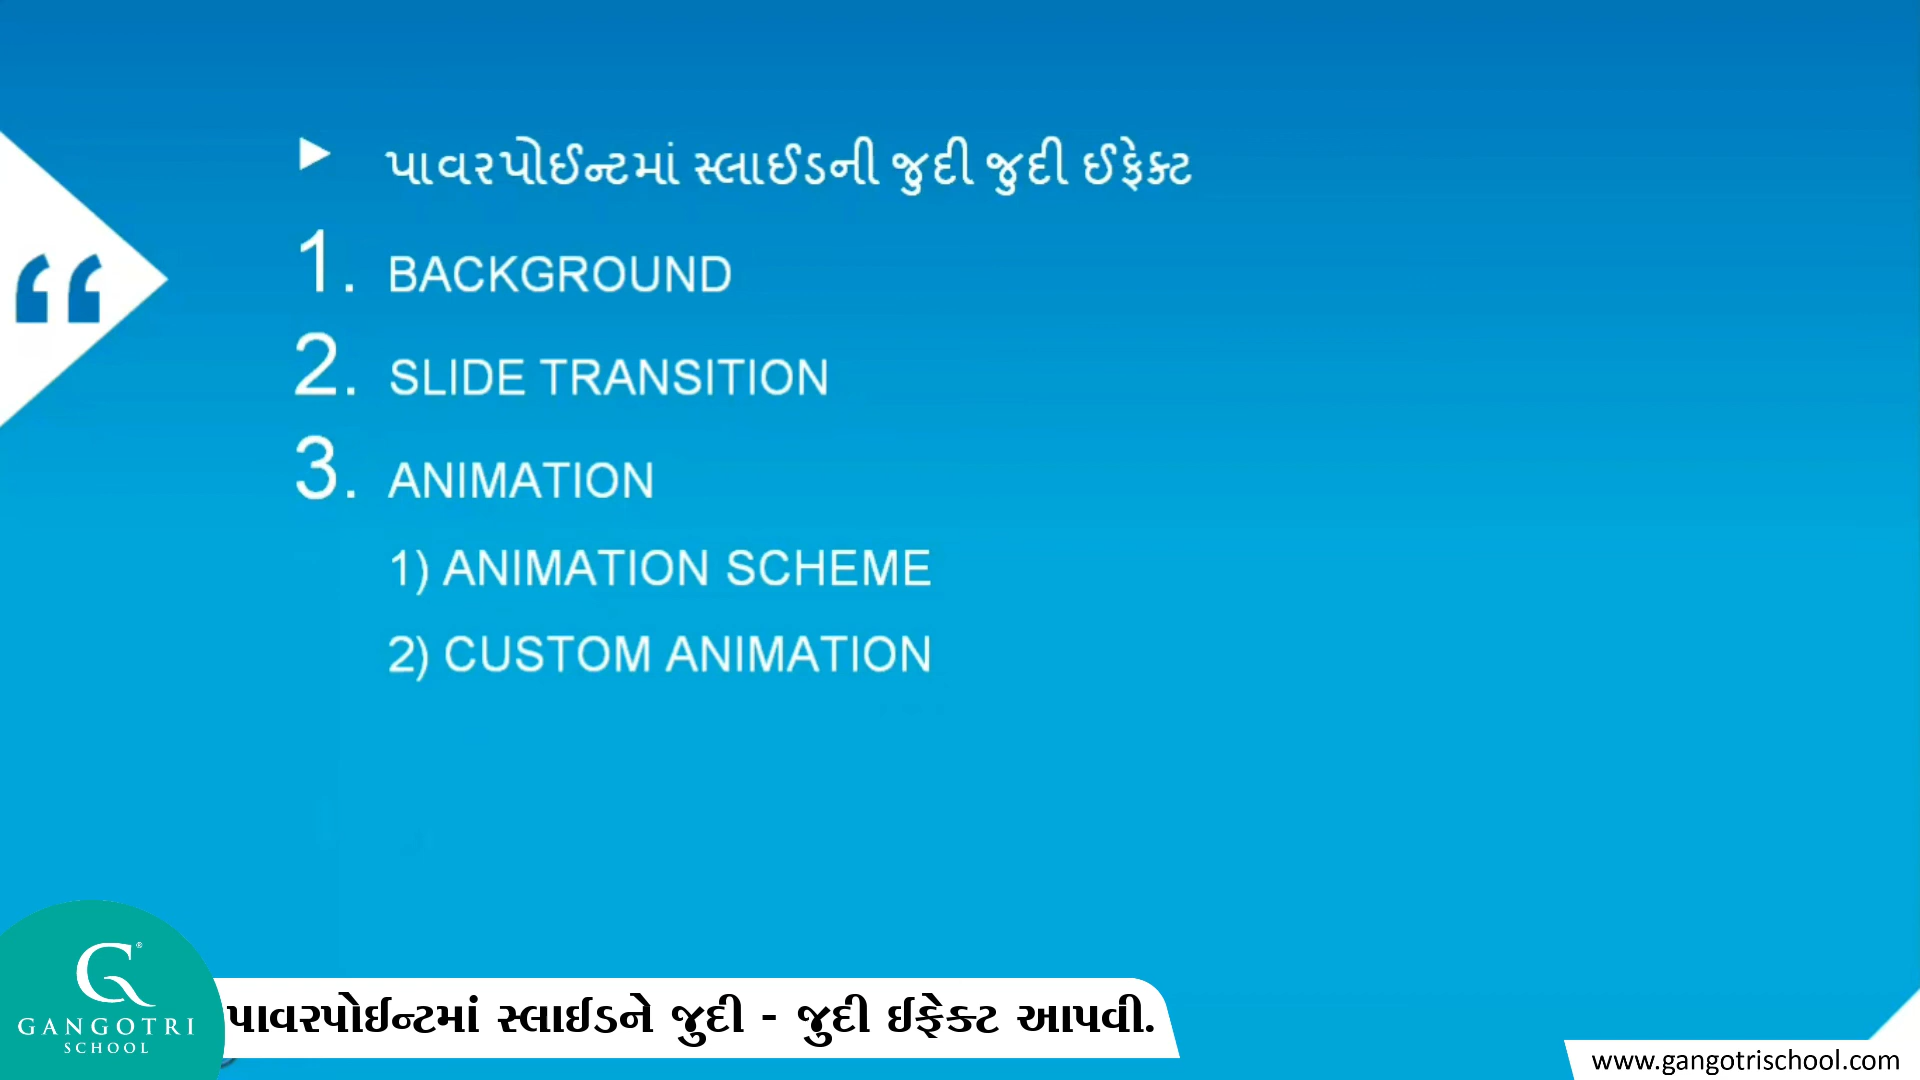 પાવરપોઈન્ટમાં સ્લાઈડની જુદી જુદી ઈફેક્ટ
1. BACKGROUND
2. SLIDE TRANSITION
3. ANIMATION
1) ANIMATION SCHEME
2) CUSTOM ANIMATION
પાવરપોઈન્ટમાં સ્લાઈડને જુદી - જુદી ઈફેક્ટ આપવી.
GANGOTRI
SCHOOL
www.gangotrischool.com